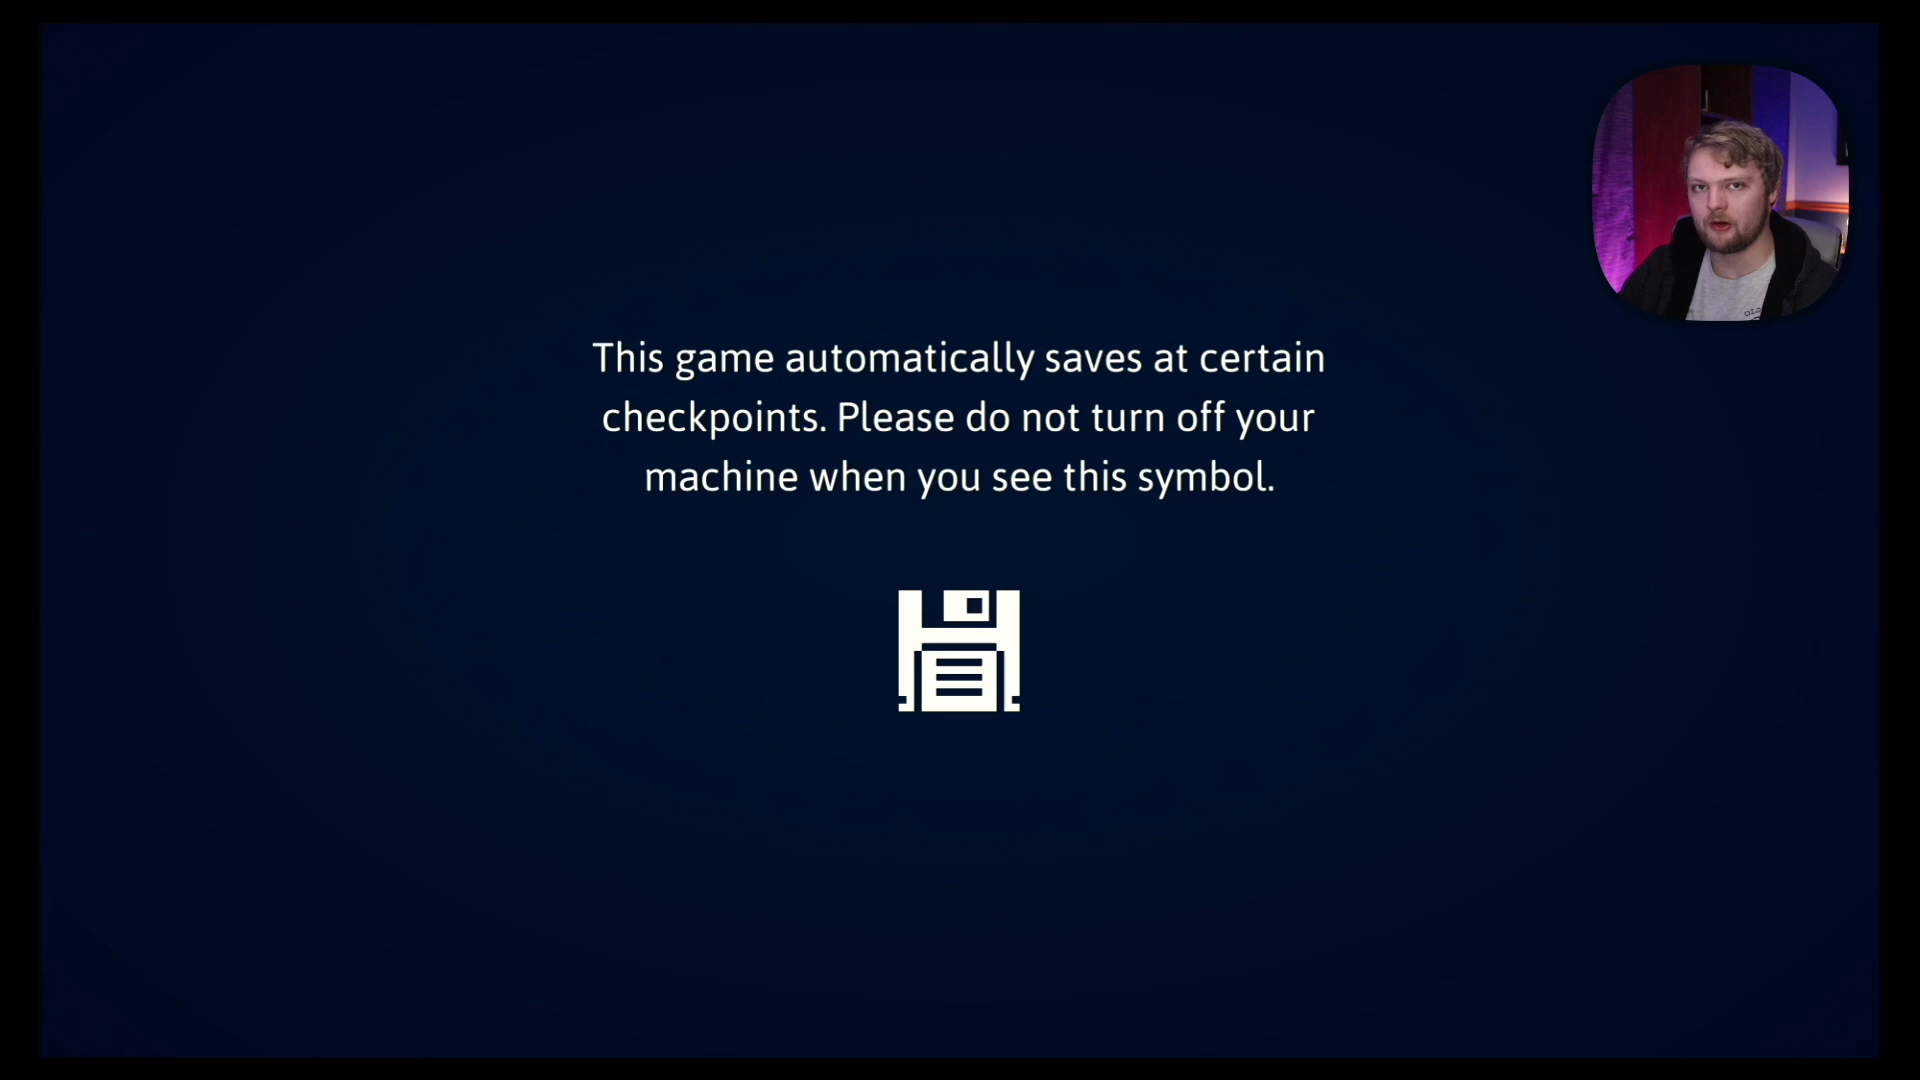 This game automatically saves at certain
checkpoints. Please do not turn off your
machine when you see this symbol.